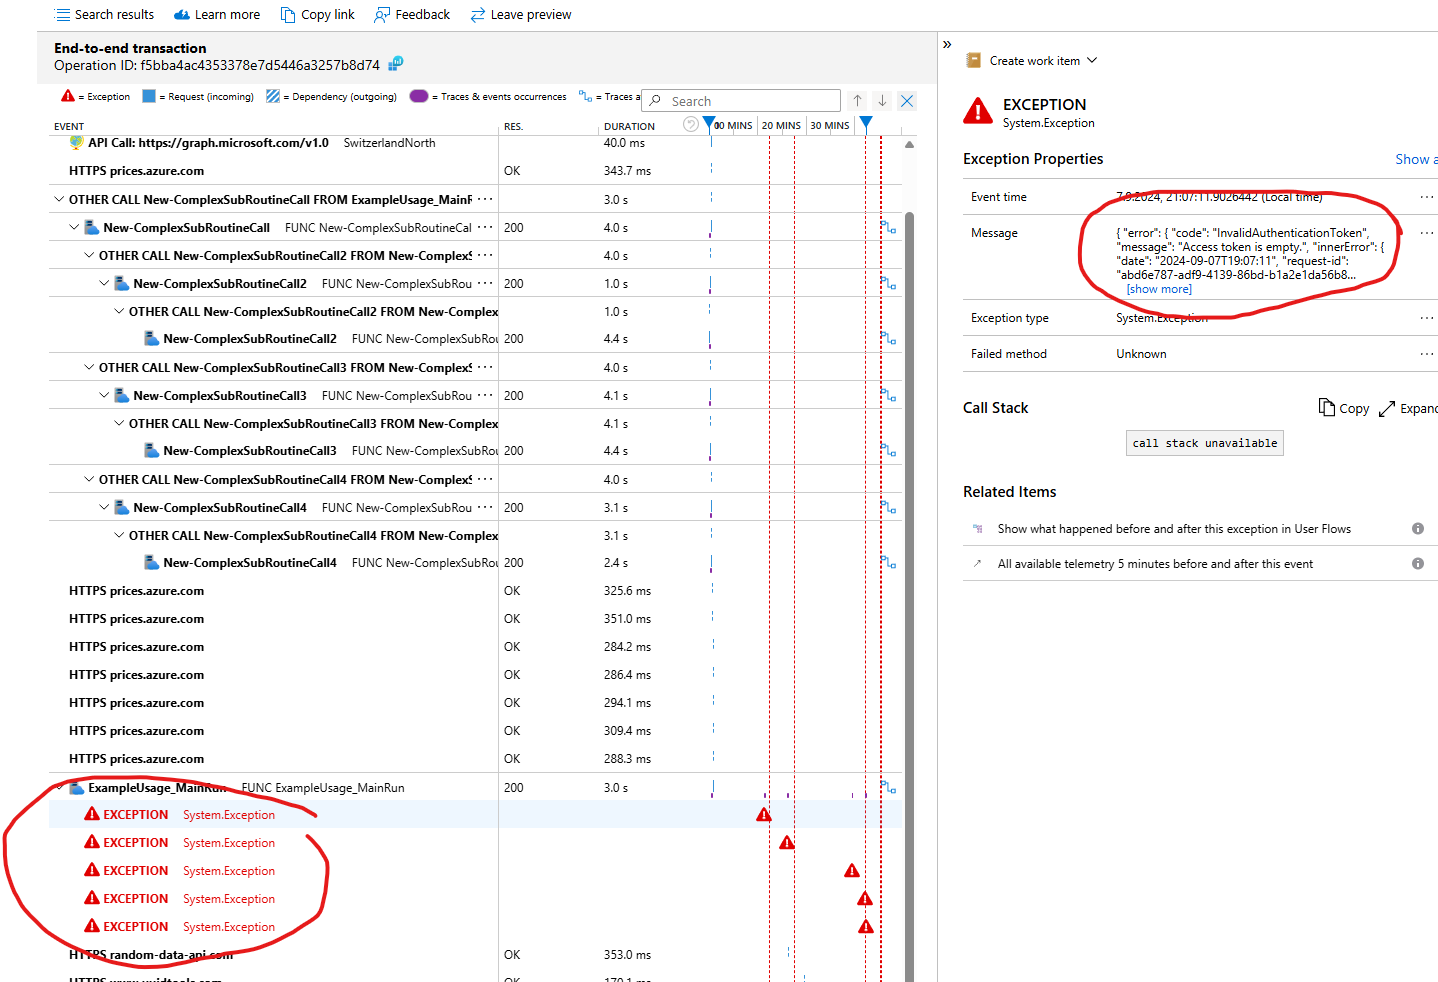 Search results Learn more Copy link Feedback Leave preview
End-to-end transaction
Operation ID: f5bba4ac4353378e7d5446a3257b8d74
= Exception = Request (incoming) = Dependency (outgoing) = Traces & events occurrences = Traces a
Search
EVENT RES. DURATION 10 MINS 20 MINS 30 MINS
API Call: https://graph.microsoft.com/v1.0 SwitzerlandNorth 40.0 ms
HTTPS prices.azure.com OK 343.7 ms
OTHER CALL New-ComplexSubRoutineCall FROM ExampleUsage_MainR ··· 3.0 s
New-ComplexSubRoutineCall FUNC New-ComplexSubRoutineCal ··· 200 4.0 s
OTHER CALL New-ComplexSubRoutineCall2 FROM New-ComplexS ··· 4.0 s
New-ComplexSubRoutineCall2 FUNC New-ComplexSubRou ··· 200 1.0 s
OTHER CALL New-ComplexSubRoutineCall2 FROM New-Complex 1.0 s
New-ComplexSubRoutineCall2 FUNC New-ComplexSubRou 200 4.4 s
OTHER CALL New-ComplexSubRoutineCall3 FROM New-ComplexS ··· 4.0 s
New-ComplexSubRoutineCall3 FUNC New-ComplexSubRou ··· 200 4.1 s
OTHER CALL New-ComplexSubRoutineCall3 FROM New-Complex 4.1 s
New-ComplexSubRoutineCall3 FUNC New-ComplexSubRou 200 4.4 s
OTHER CALL New-ComplexSubRoutineCall4 FROM New-ComplexS ··· 4.0 s
New-ComplexSubRoutineCall4 FUNC New-ComplexSubRou ··· 200 3.1 s
OTHER CALL New-ComplexSubRoutineCall4 FROM New-Complex 3.1 s
New-ComplexSubRoutineCall4 FUNC New-ComplexSubRou 200 2.4 s
HTTPS prices.azure.com OK 325.6 ms
HTTPS prices.azure.com OK 351.0 ms
HTTPS prices.azure.com OK 284.2 ms
HTTPS prices.azure.com OK 286.4 ms
HTTPS prices.azure.com OK 294.1 ms
HTTPS prices.azure.com OK 309.4 ms
HTTPS prices.azure.com OK 288.3 ms
ExampleUsage_MainRun FUNC ExampleUsage_MainRun 200 3.0 s
EXCEPTION System.Exception
EXCEPTION System.Exception
EXCEPTION System.Exception
EXCEPTION System.Exception
EXCEPTION System.Exception
HTTPS random-data-api.com OK 353.0 ms
HTTPS www.uuidtools.com OK 170.1 ms
Create work item
EXCEPTION
System.Exception
Exception Properties Show a
Event time 7.9.2024, 21:07:11.9026442 (Local time) ···
Message { "error": { "code": "InvalidAuthenticationToken", ···
"message": "Access token is empty.", "innerError": {
"date": "2024-09-07T19:07:11", "request-id":
"abd6e787-adf9-4139-86bd-b1a2e1da56b8...
[show more]
Exception type System.Exception ···
Failed method Unknown ···
Call Stack Copy Expand
call stack unavailable
Related Items
Show what happened before and after this exception in User Flows
All available telemetry 5 minutes before and after this event